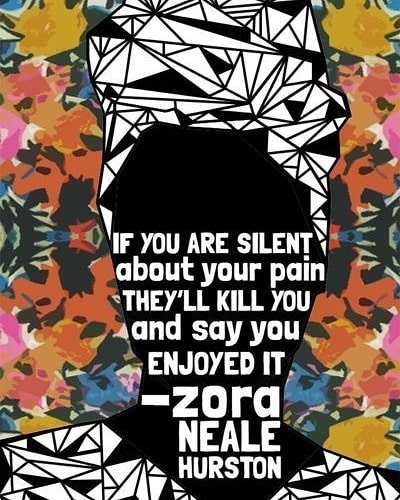 IF YOU ARE SILENT
about your pain
THEY'LL KILL YOU
and say you
ENJOYED IT
-zora
NEALE
HURSTON